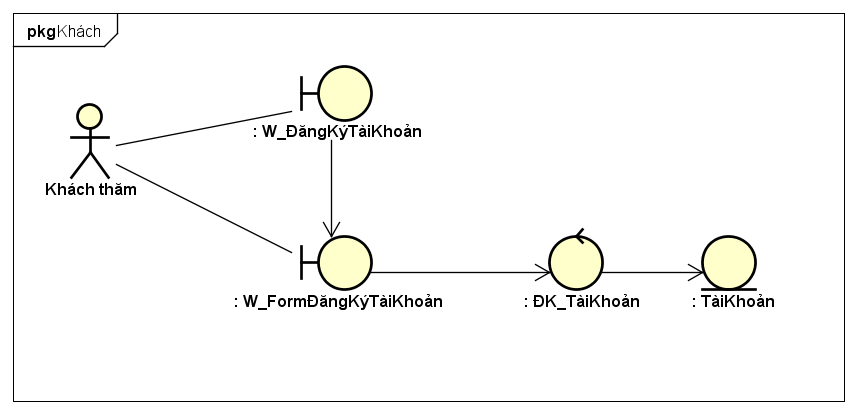 pkgKhách
: W_ĐăngKýTàiKhoản
Khách thăm
: W_FormĐăngKýTàiKhoản
: ĐK_TàiKhoản
: TàiKhoản